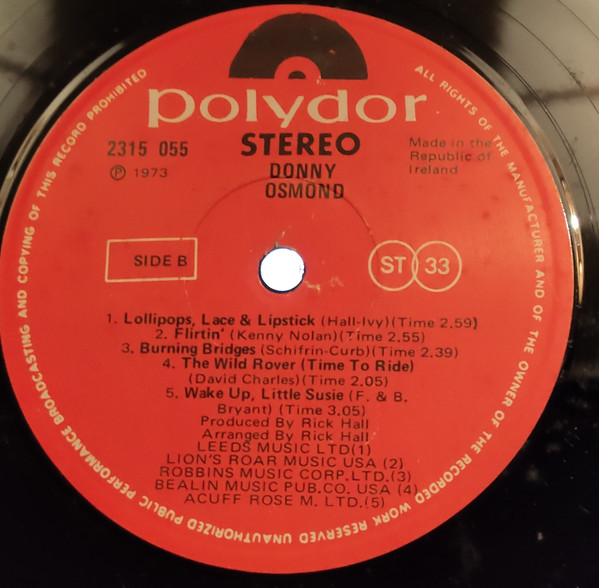 polydor
2315 055
STEREO
Made in the
Republic of
Ireland
Ⓟ 1973
DONNY
OSMOND
SIDE B
ST 33
1. Lollipops, Lace & Lipstick (Hall-Ivy)(Time 2.59)
2. Flirtin' (Kenny Nolan)(Time 2.55)
3. Burning Bridges (Schifrin-Curb)(Time 2.39)
4. The Wild Rover (Time To Ride)
(David Charles)(Time 2.05)
5. Wake Up, Little Susie (F. & B.
Bryant) (Time 3.05)
Produced By Rick Hall
Arranged By Rick Hall
LEEDS MUSIC LTD(1)
LION'S ROAR MUSIC USA (2)
ROBBINS MUSIC CORP.LTD.(3)
BEALIN MUSIC PUB.CO. USA (4)
ACUFF ROSE M. LTD.(5)
ALL RIGHTS OF THE MANUFACTURER AND OF THE OWNER OF THE RECORDED WORK RESERVED UNAUTHORIZED PUBLIC PERFORMANCE BROADCASTING AND COPYING OF THIS RECORD PROHIBITED